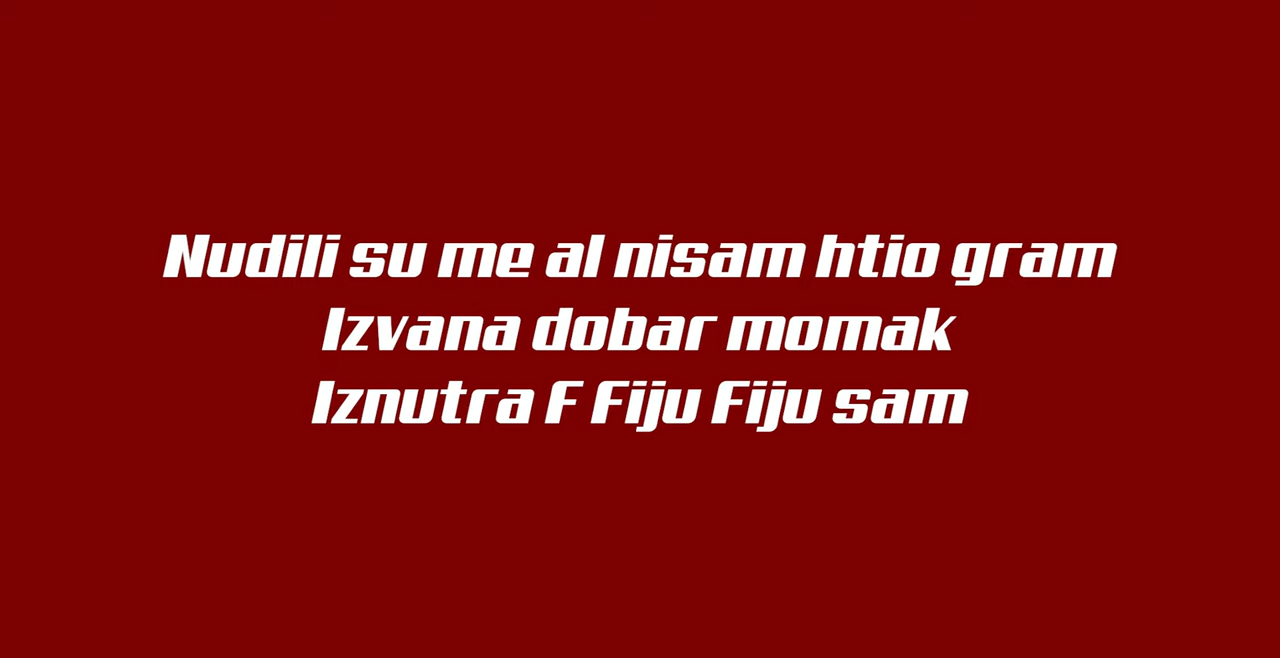 Nudili su me al nisam htio gram
Izvana dobar momak
Iznutra F Fiju Fiju sam